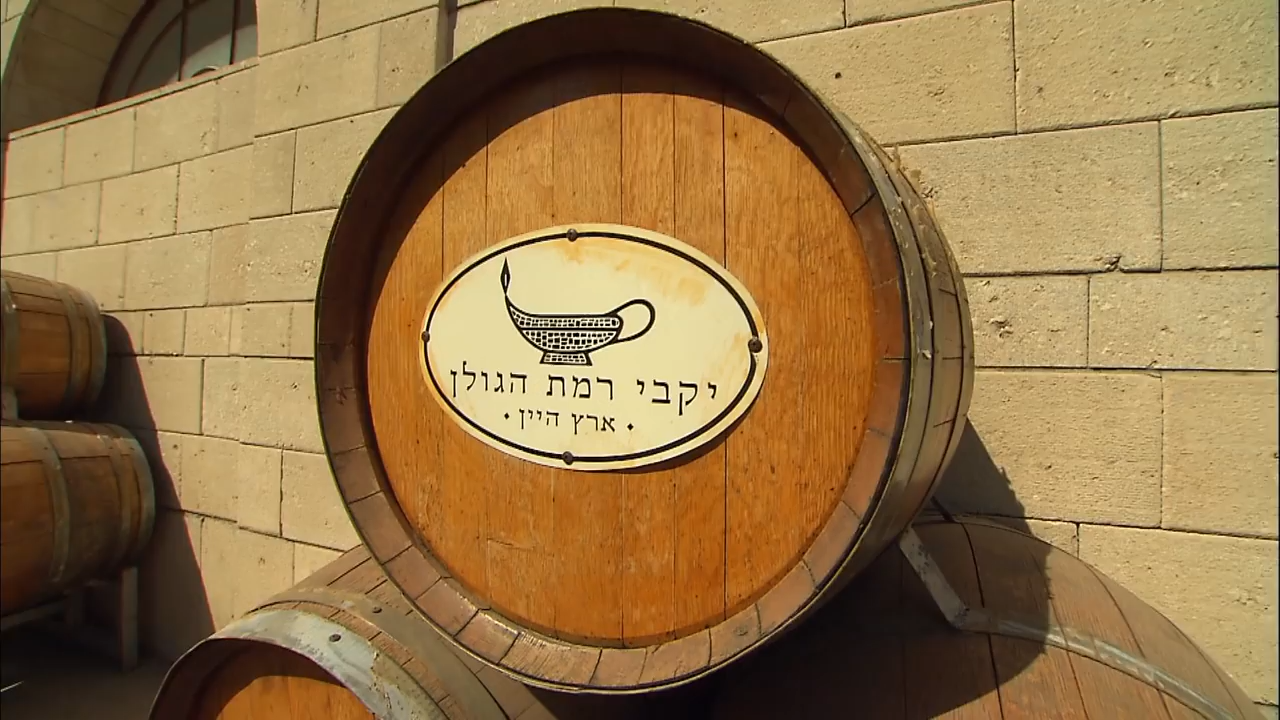 יקבי רמת הגולן
• ארץ היין •